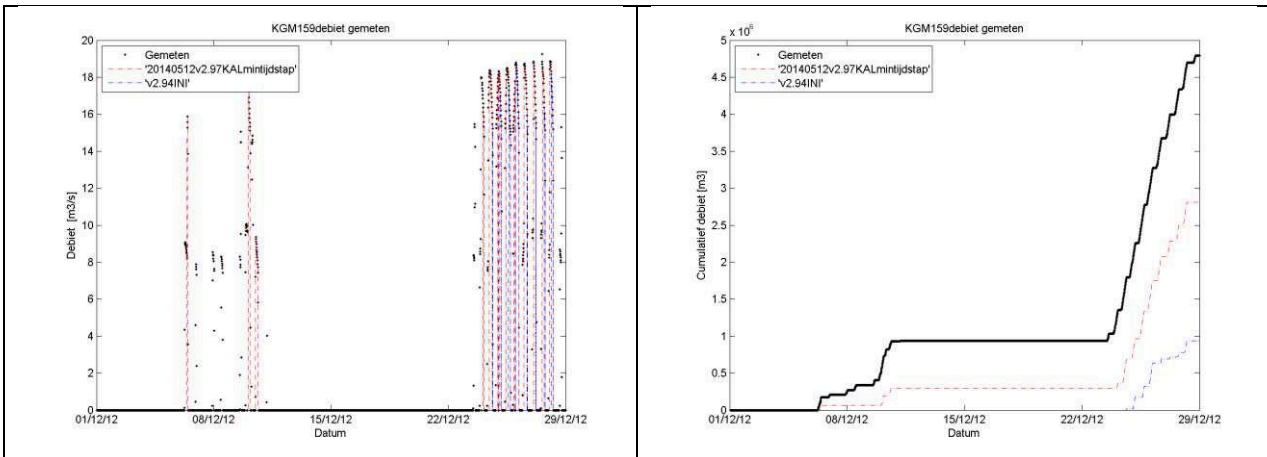 KGM159debiet gemeten
Gemeten
'20140512v2.97KALmintijdstap'
'v2.94INI'
Debiet [m3/s]
20
18
16
14
12
10
8
6
4
2
0
01/12/12 08/12/12 15/12/12 22/12/12 29/12/12
Datum
KGM159debiet gemeten
x 10^6
Gemeten
'20140512v2.97KALmintijdstap'
'v2.94INI'
Cumulatief debiet [m3]
5
4.5
4
3.5
3
2.5
2
1.5
1
0.5
0
01/12/12 08/12/12 15/12/12 22/12/12 29/12/12
Datum